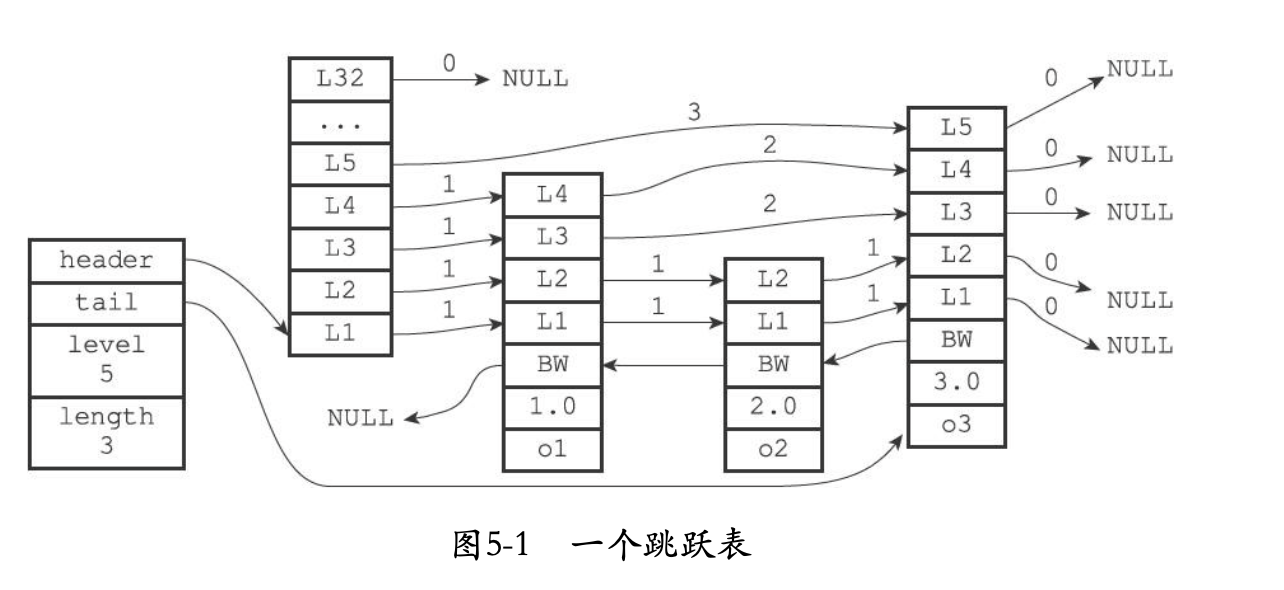 header
tail
level
5
length
3
L32
...
L5
L4
L3
L2
L1
0
NULL
3
1
1
1
1
L4
L3
L2
L1
BW
1.0
o1
NULL
2
2
1
1
L2
L1
BW
2.0
o2
1
1
L5
L4
L3
L2
L1
BW
3.0
o3
0
NULL
0
NULL
0
NULL
0
NULL
0
NULL
图5-1 一个跳跃表